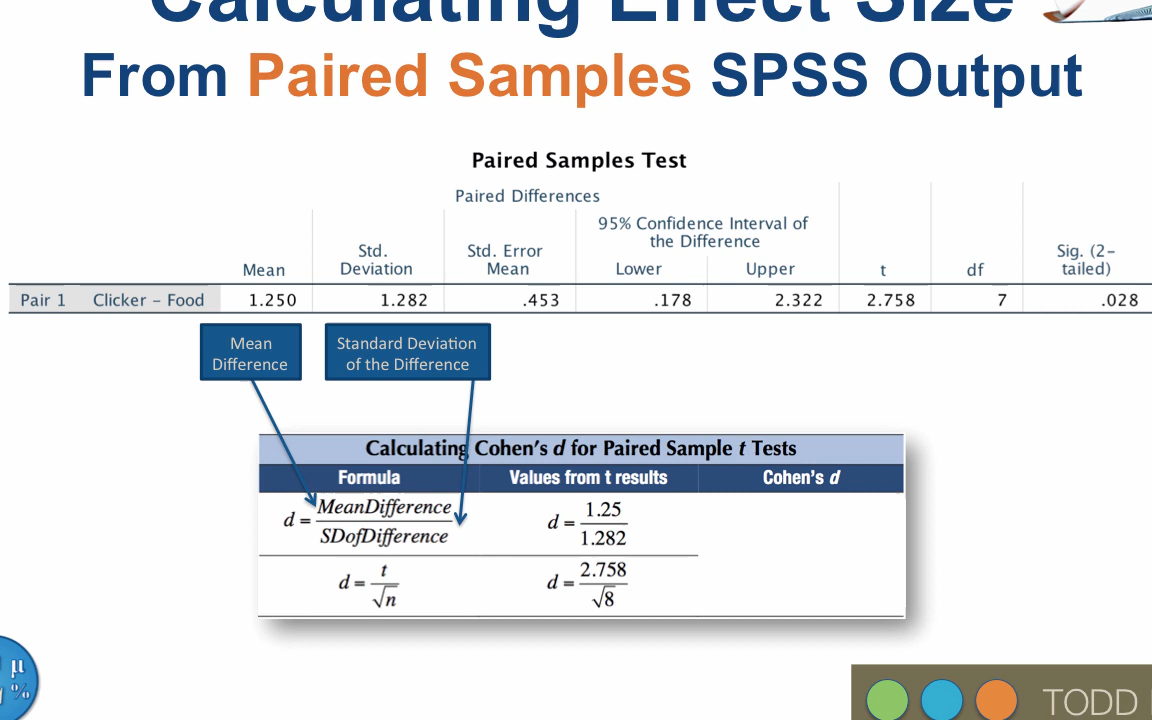 Calculating Effect Size
From Paired Samples SPSS Output
Paired Samples Test
Paired Differences
95% Confidence Interval of
the Difference
Mean Std. Deviation Std. Error Mean Lower Upper t df Sig. (2-tailed)
Pair 1 Clicker – Food 1.250 1.282 .453 .178 2.322 2.758 7 .028
Mean
Difference
Standard Deviation
of the Difference
Calculating Cohen's d for Paired Sample t Tests
Formula Values from t results Cohen's d
d = MeanDifference / SDofDifference d = 1.25 / 1.282
d = t / √n d = 2.758 / √8
μ
%
TODD